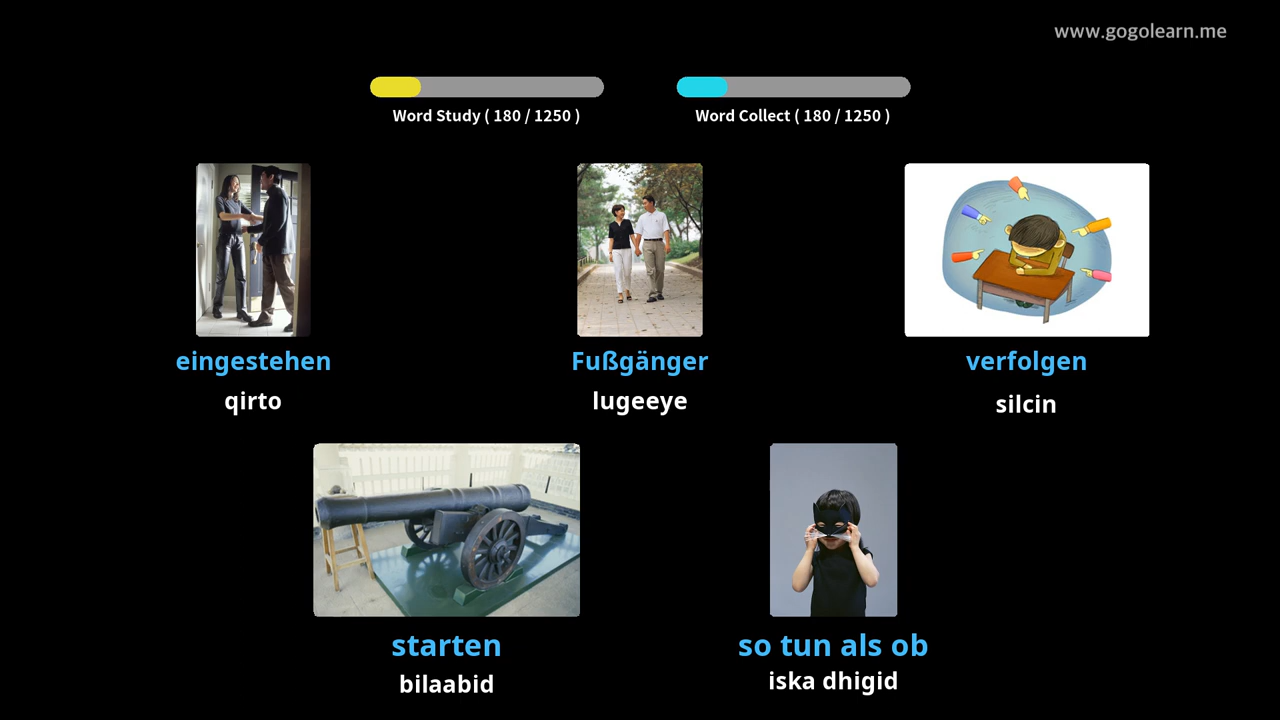 www.gogolearn.me
Word Study ( 180 / 1250 )
Word Collect ( 180 / 1250 )
eingestehen
qirto
Fußgänger
lugeeye
verfolgen
silcin
starten
bilaabid
so tun als ob
iska dhigid